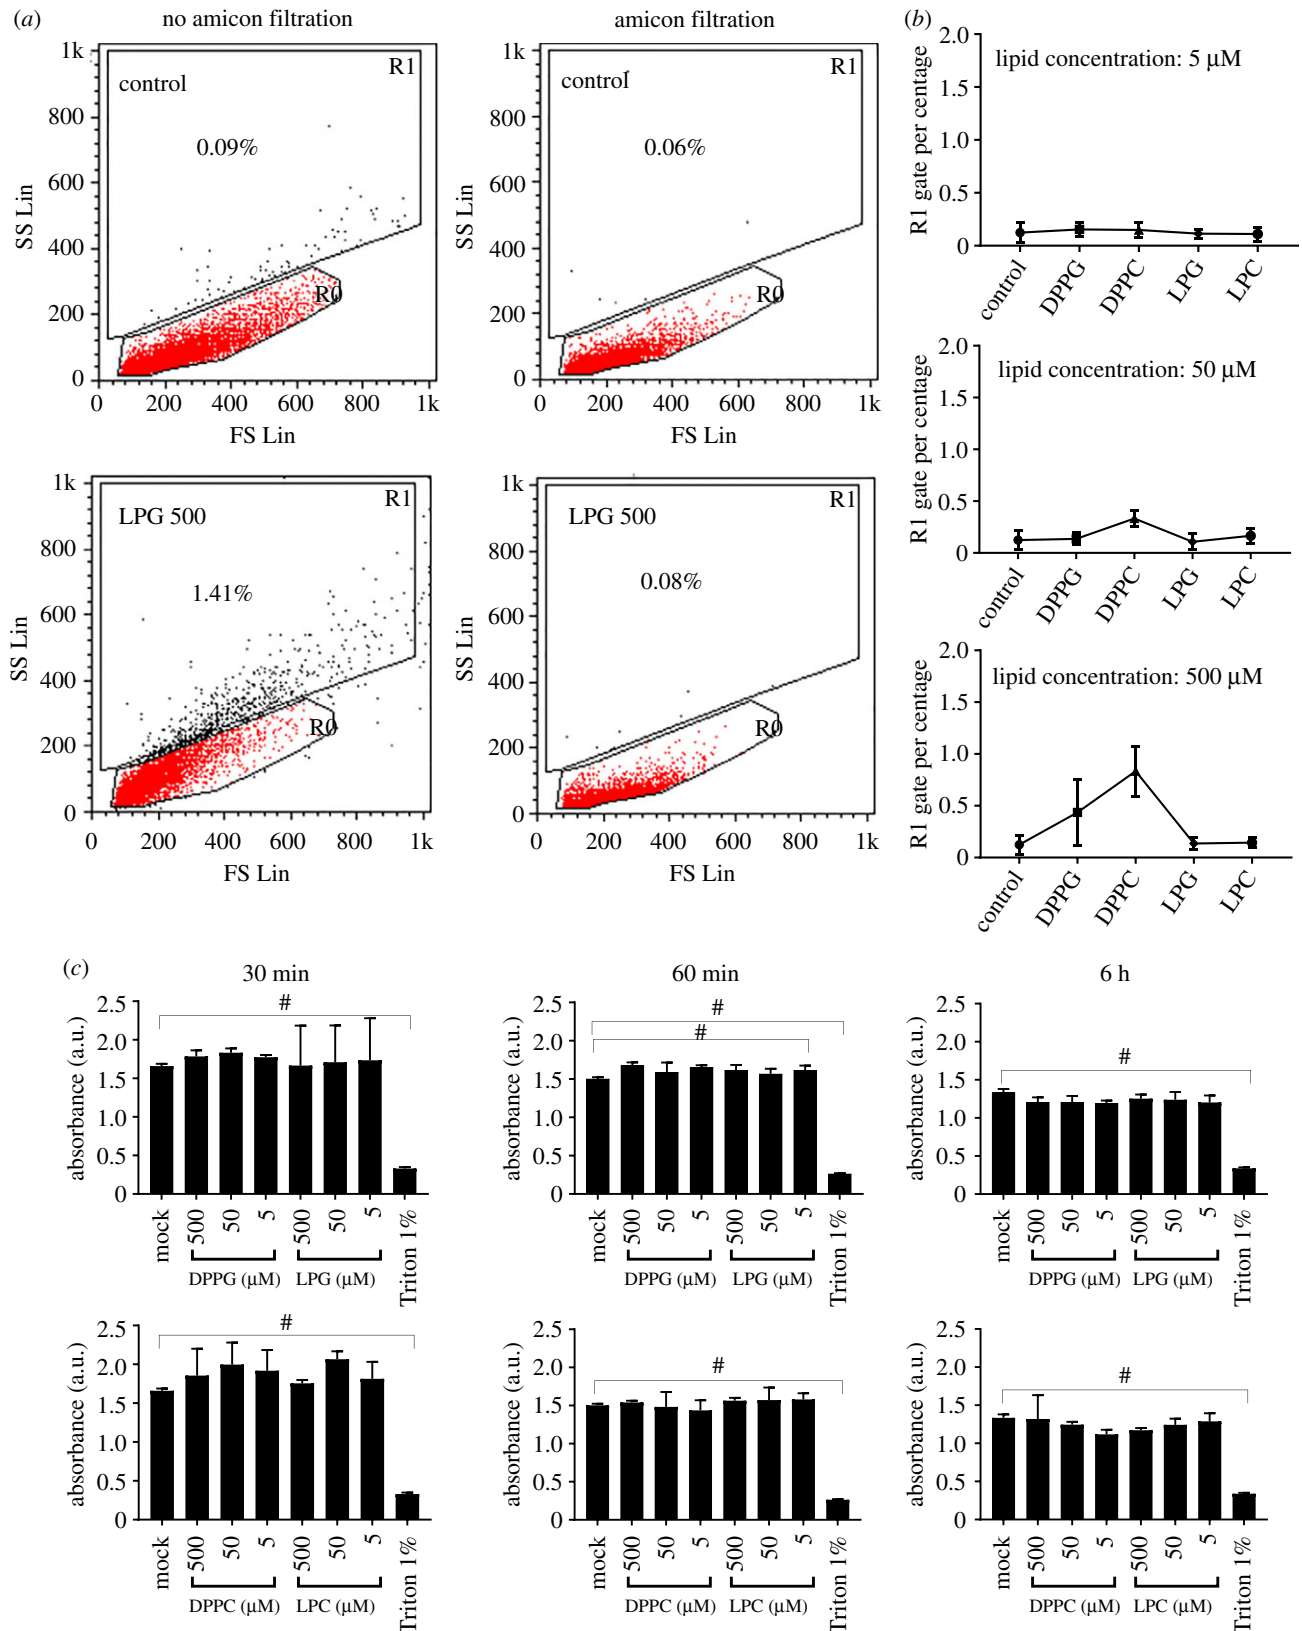 (a) no amicon filtration amicon filtration (b)
1k
800
600
400
200
0
SS Lin
control
R1
0.09%
R0
0 200 400 600 800 1k
FS Lin
1k
800
600
400
200
0
SS Lin
control
R1
0.06%
R0
0 200 400 600 800 1k
FS Lin
1k
800
600
400
200
0
SS Lin
LPG 500
R1
1.41%
R0
0 200 400 600 800 1k
FS Lin
1k
800
600
400
200
0
SS Lin
LPG 500
R1
0.08%
R0
0 200 400 600 800 1k
FS Lin
R1 gate per centage
2.0
1.5
1.0
0.5
0
lipid concentration: 5 µM
control DPPG DPPC LPG LPC
R1 gate per centage
2.0
1.5
1.0
0.5
0
lipid concentration: 50 µM
control DPPG DPPC LPG LPC
R1 gate per centage
2.0
1.5
1.0
0.5
0
lipid concentration: 500 µM
control DPPG DPPC LPG LPC
(c)
30 min
absorbance (a.u.)
2.5
2.0
1.5
1.0
0.5
0
#
mock 500 50 5 500 50 5 Triton 1%
DPPG (µM) LPG (µM)
60 min
absorbance (a.u.)
2.5
2.0
1.5
1.0
0.5
0
#
#
mock 500 50 5 500 50 5 Triton 1%
DPPG (µM) LPG (µM)
6 h
absorbance (a.u.)
2.5
2.0
1.5
1.0
0.5
0
#
mock 500 50 5 500 50 5 Triton 1%
DPPG (µM) LPG (µM)
absorbance (a.u.)
2.5
2.0
1.5
1.0
0.5
0
#
mock 500 50 5 500 50 5 Triton 1%
DPPC (µM) LPC (µM)
absorbance (a.u.)
2.5
2.0
1.5
1.0
0.5
0
#
mock 500 50 5 500 50 5 Triton 1%
DPPC (µM) LPC (µM)
absorbance (a.u.)
2.5
2.0
1.5
1.0
0.5
0
#
mock 500 50 5 500 50 5 Triton 1%
DPPC (µM) LPC (µM)